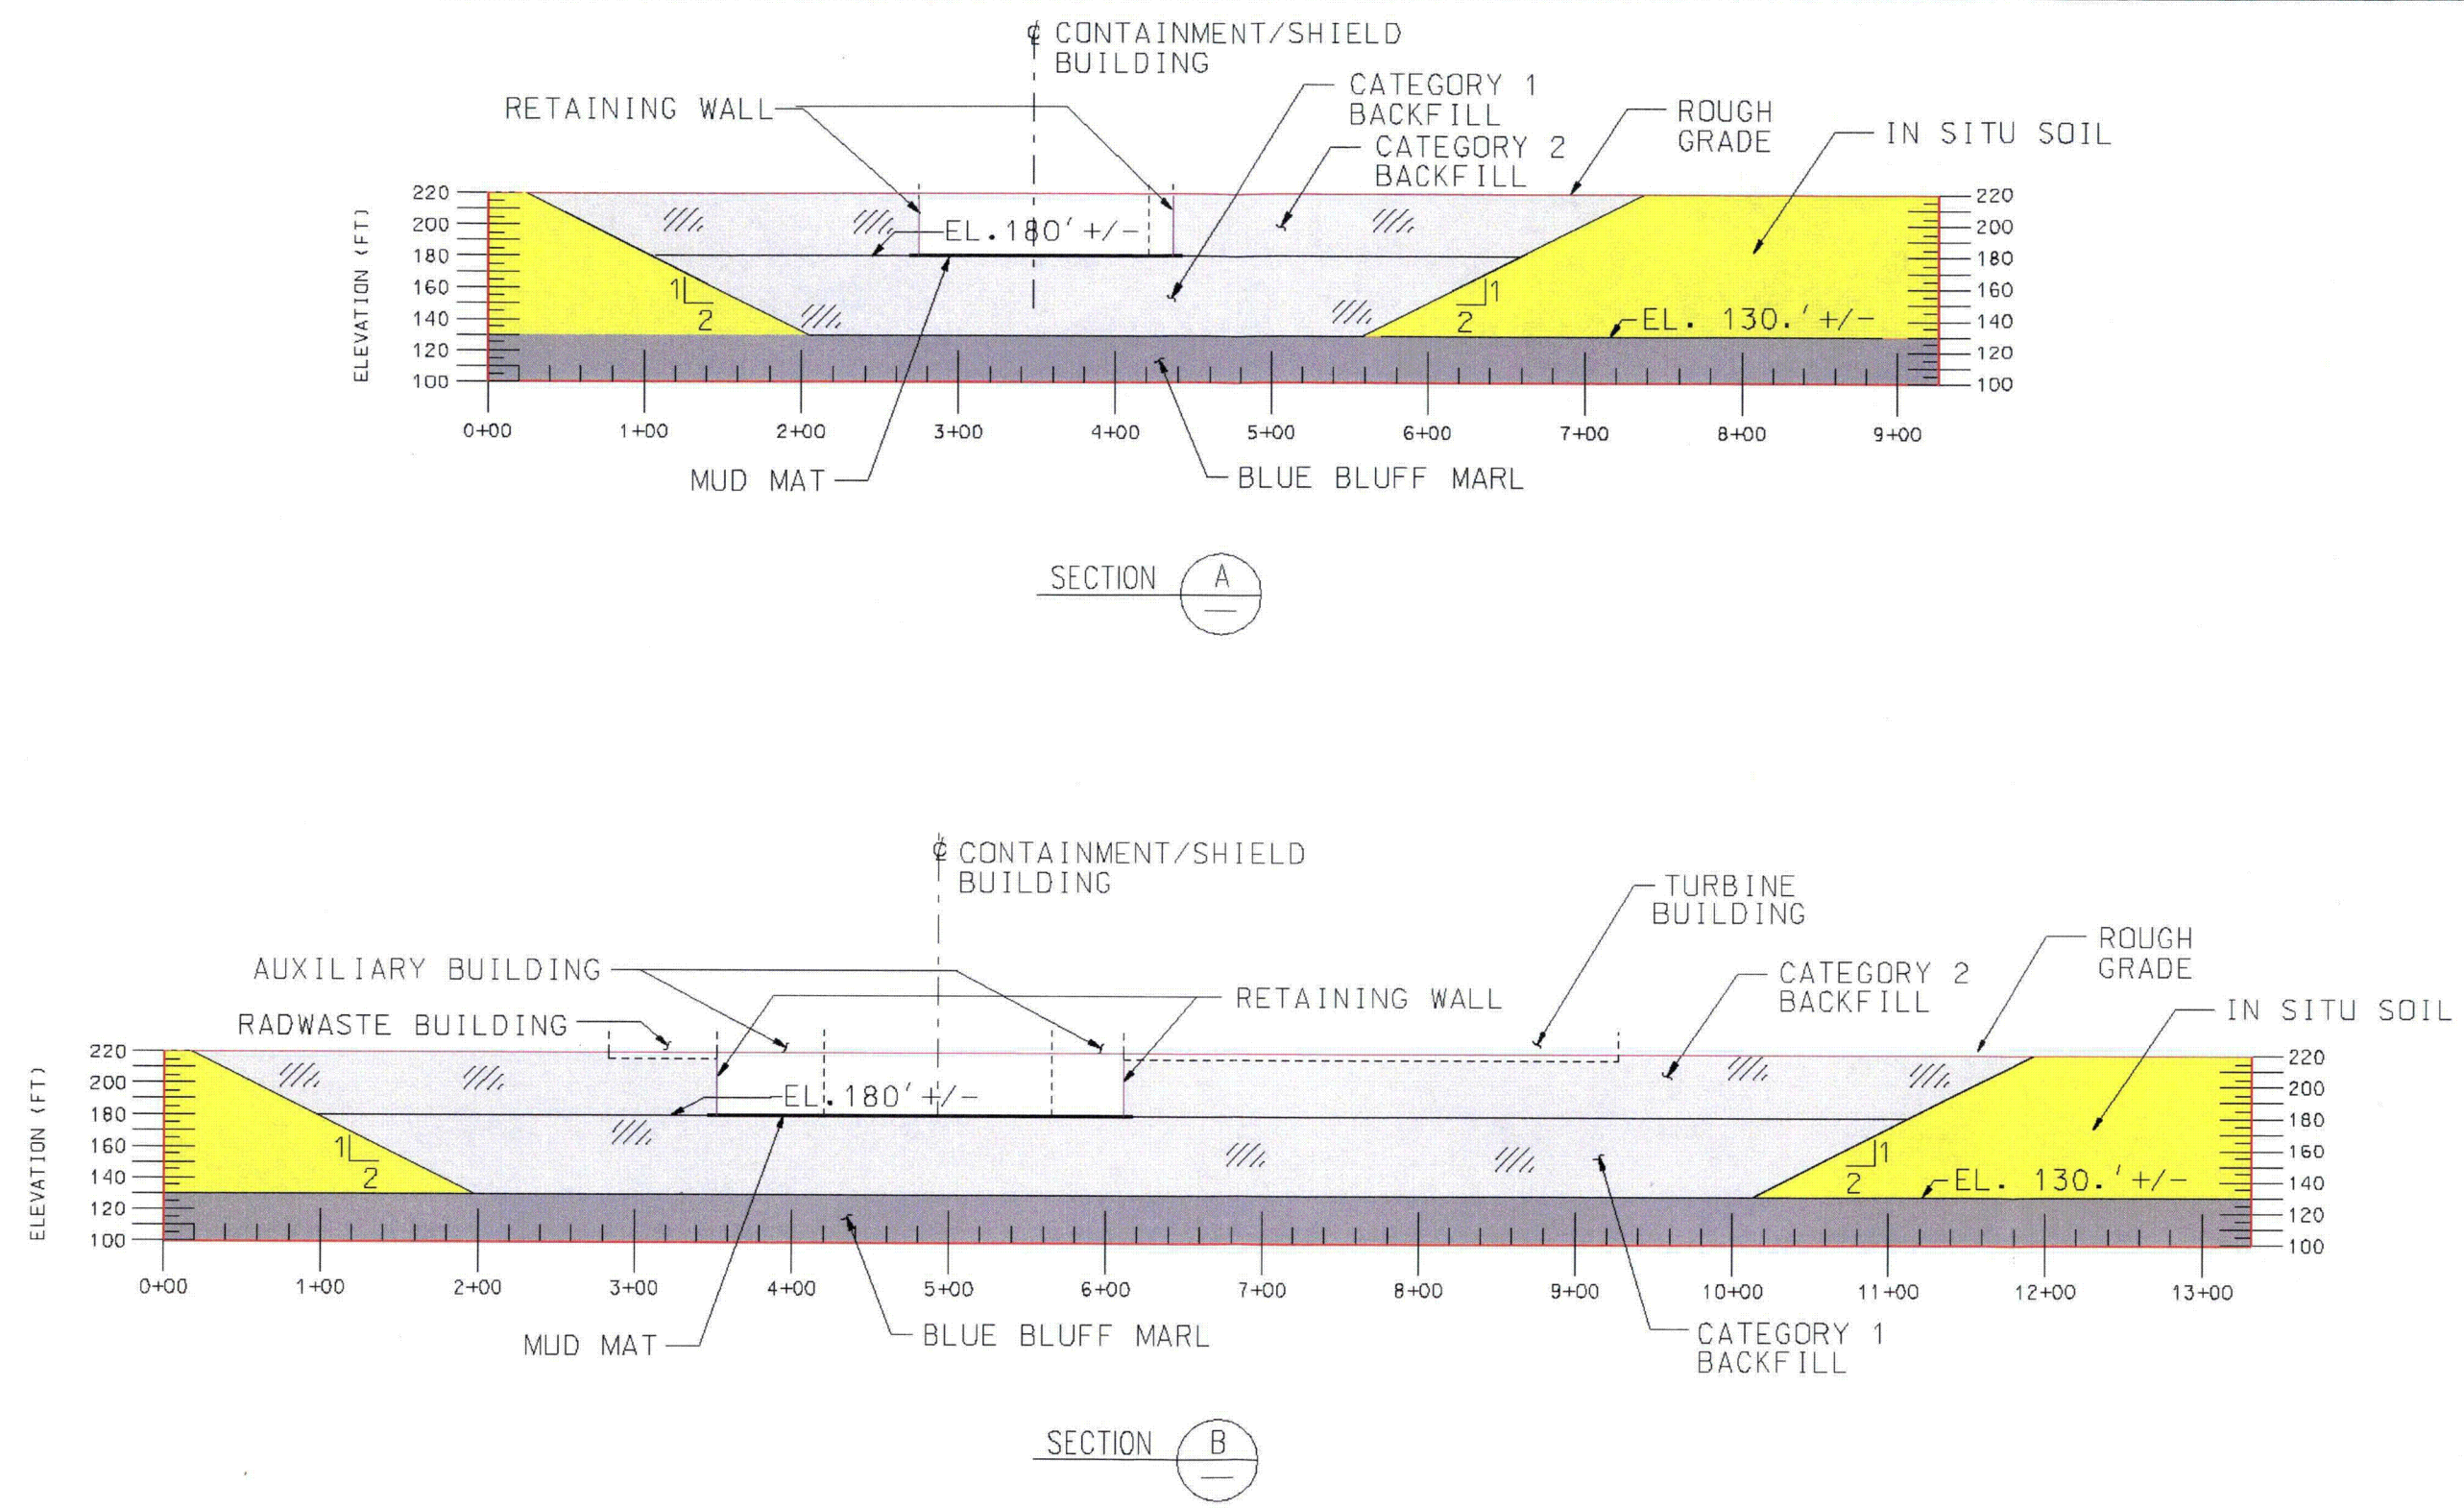 ℄ CONTAINMENT/SHIELD
BUILDING
CATEGORY 1
BACKFILL
RETAINING WALL
ROUGH
GRADE
IN SITU SOIL
CATEGORY 2
BACKFILL
ELEVATION (FT)
220
200
180
160
140
120
100
EL.180'+/-
1
2
1
2
EL. 130.'+/-
220
200
180
160
140
120
100
0+00 1+00 2+00 3+00 4+00 5+00 6+00 7+00 8+00 9+00
MUD MAT
BLUE BLUFF MARL
SECTION A
℄ CONTAINMENT/SHIELD
BUILDING
TURBINE
BUILDING
ROUGH
GRADE
AUXILIARY BUILDING
CATEGORY 2
BACKFILL
RETAINING WALL
IN SITU SOIL
RADWASTE BUILDING
ELEVATION (FT)
220
200
180
160
140
120
100
EL.180'+/-
1
2
1
2
EL. 130.'+/-
220
200
180
160
140
120
100
0+00 1+00 2+00 3+00 4+00 5+00 6+00 7+00 8+00 9+00 10+00 11+00 12+00 13+00
MUD MAT
BLUE BLUFF MARL
CATEGORY 1
BACKFILL
SECTION B